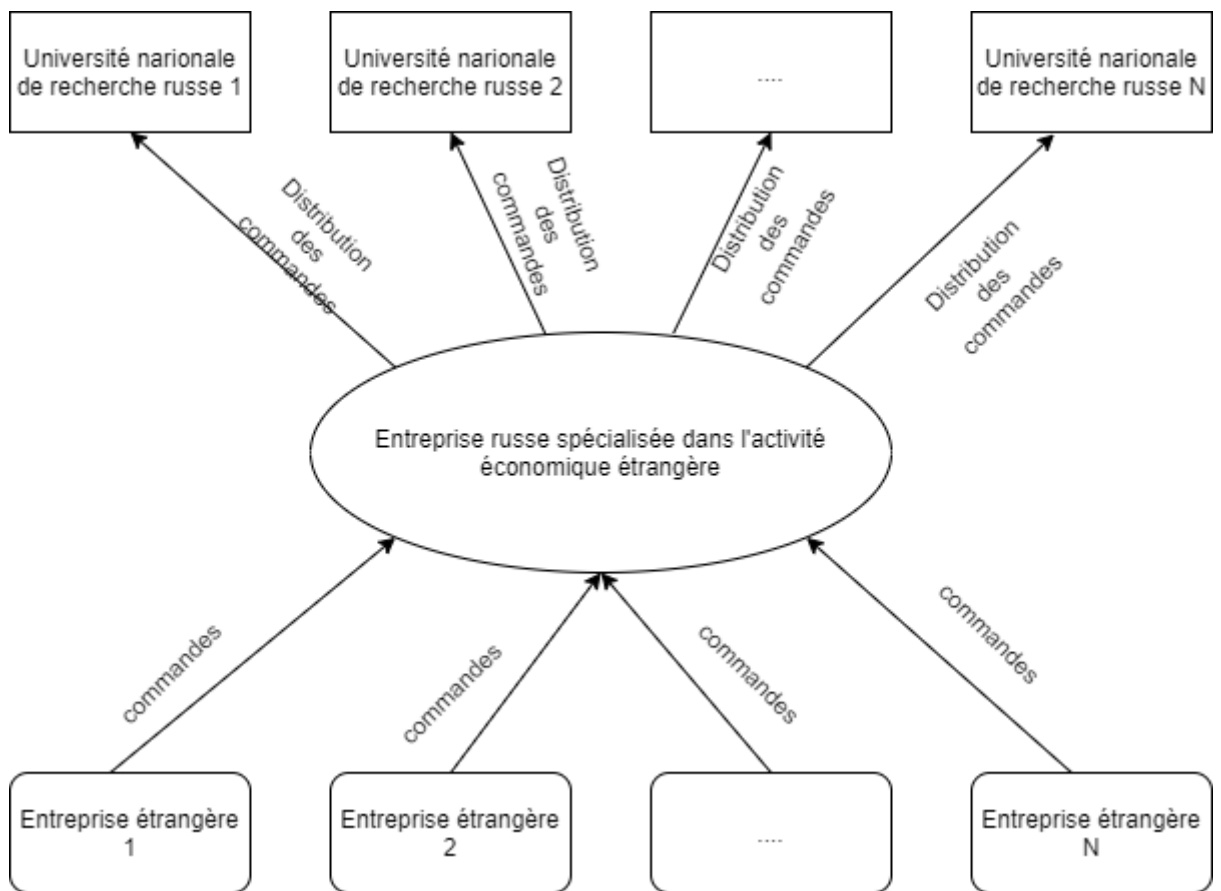 Université narionale
de recherche russe 1
Université narionale
de recherche russe 2
....
Université narionale
de recherche russe N
Distribution
des
commandes
Distribution
des
commandes
Distribution
des
commandes
Distribution
des
commandes
Entreprise russe spécialisée dans l'activité
économique étrangère
commandes
commandes
commandes
commandes
Entreprise étrangère
1
Entreprise étrangère
2
....
Entreprise étrangère
N